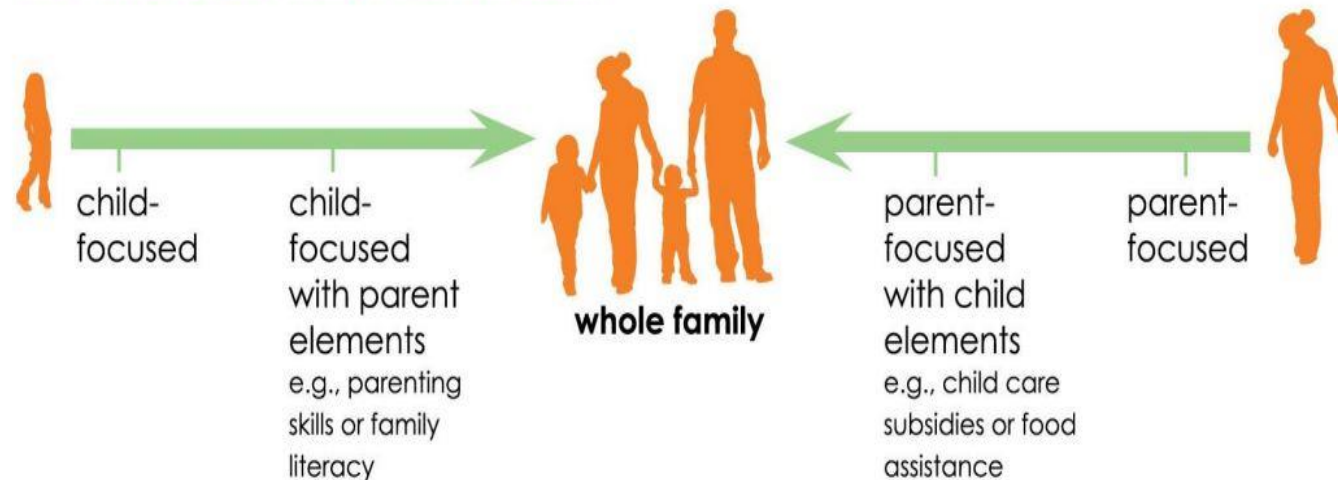 child-
focused
child-
focused
with parent
elements
e.g., parenting
skills or family
literacy
whole family
parent-
focused
with child
elements
e.g., child care
subsidies or food
assistance
parent-
focused